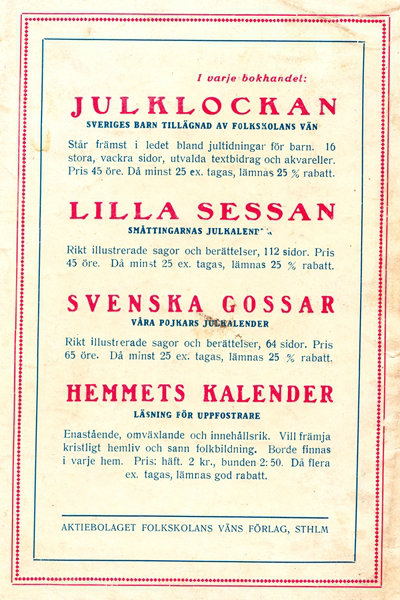 I varje bokhandel:
JULKLOCKAN
SVERIGES BARN TILLÄGNAD AV FOLKSKOLANS VÄN
Står främst i ledet bland jultidningar för barn. 16
stora, vackra sidor, utvalda textbidrag och akvareller.
Pris 45 öre. Då minst 25 ex. tagas, lämnas 25 % rabatt.
LILLA SESSAN
SMÅTTINGARNAS
Rikt illustrerade sagor och berättelser, 112 sidor. Pris
45 öre. Då minst 25 ex. tagas, lämnas 25 % rabatt.
SVENSKA GOSSAR
VÅRA POJKARS JULKALENDER
Rikt illustrerade sagor och berättelser, 64 sidor. Pris
65 öre. Då minst 25 ex. tagas, lämnas 25 % rabatt.
HEMMETS KALENDER
LÄSNING FÖR UPPFOSTRARE
Enastående, omväxlande och innehållsrik. Vill främja
kristligt hemliv och sann folkbildning. Borde finnas
i varje hem. Pris: häft. 2 kr., bunden 2: 50. Då flera
ex. tagas, lämnas god rabatt.
AKTIEBOLAGET FOLKSKOLANS VÄNS FÖRLAG, STHLM